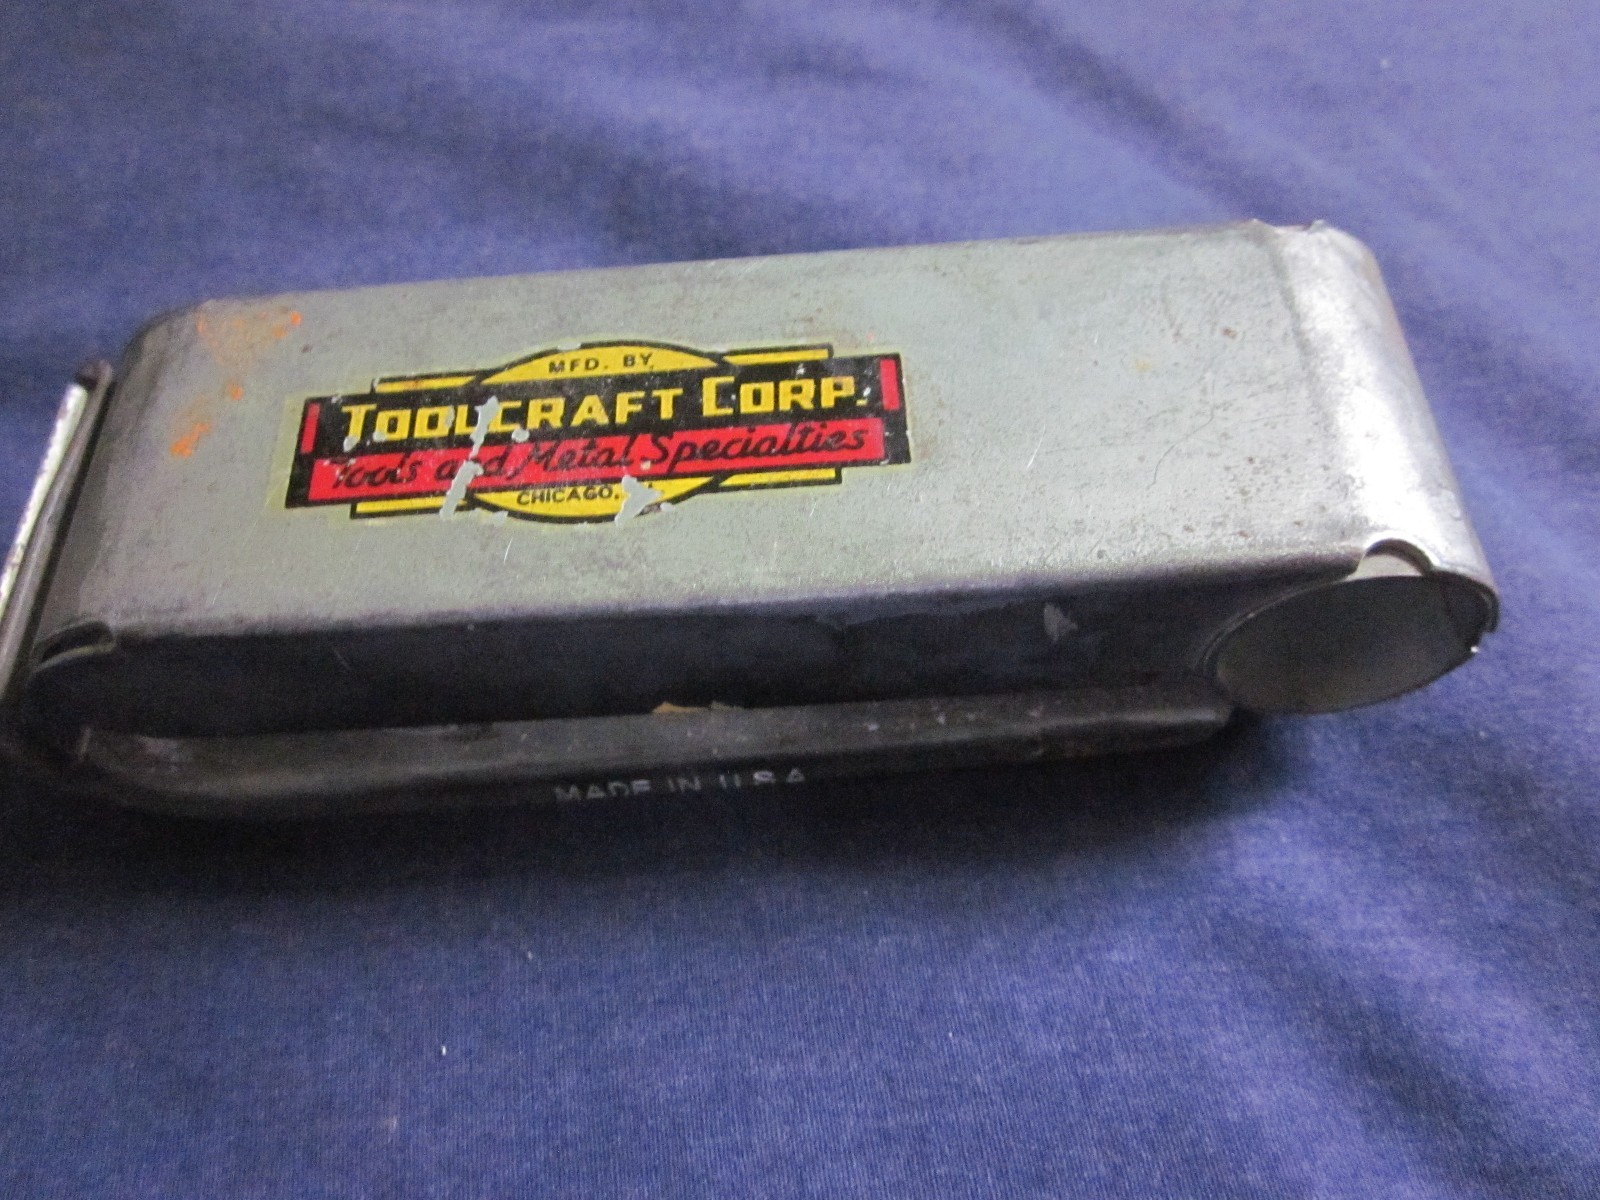 MFD. BY
TOOLCRAFT CORP.
Tools and Metal Specialties
CHICAGO,
MADE IN U.S.A